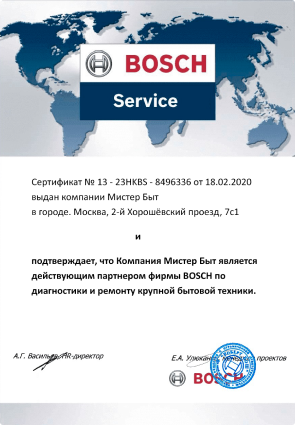 BOSCH
Service
Сертификат № 13 - 23HKBS - 8496336 от 18.02.2020
выдан компании Мистер Быт
в городе. Москва, 2-й Хорошёвский проезд, 7с1
и
подтверждает, что Компания Мистер Быт является
действующим партнером фирмы BOSCH по
диагностики и ремонту крупной бытовой техники.
А.Г. Васильев, PR-директор
Е.А. Улюкаев, проектов
BOSCH